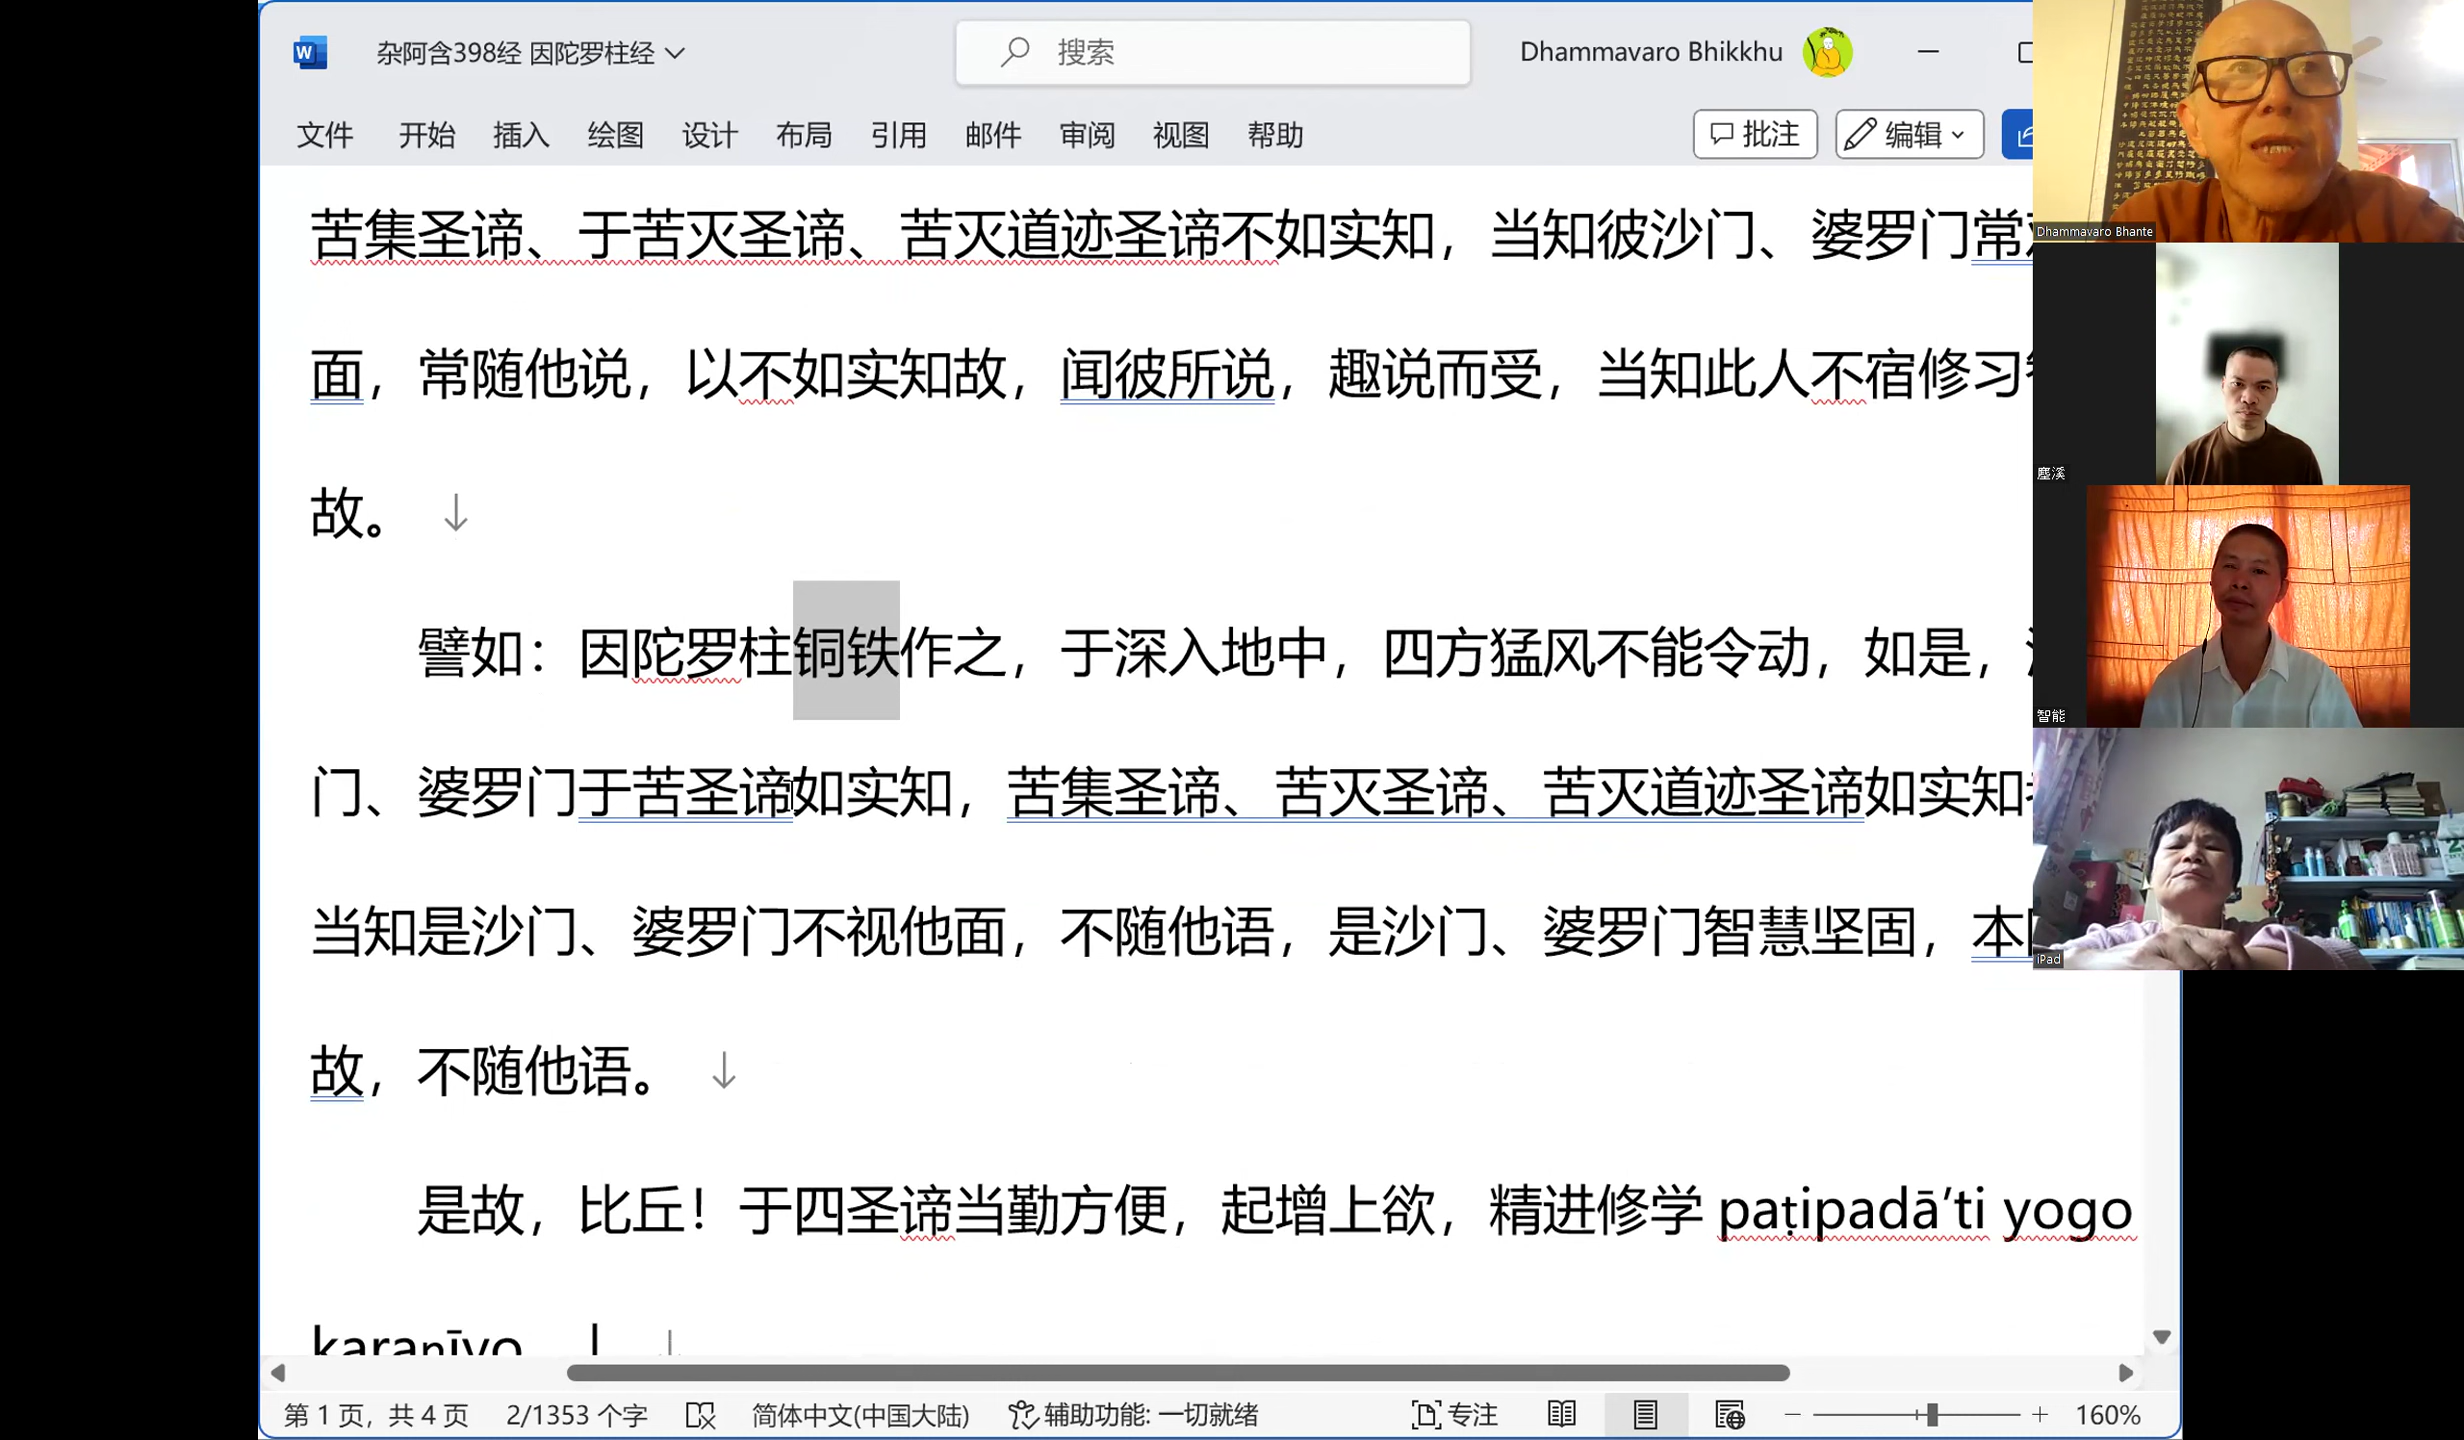 杂阿含398经 因陀罗柱经
搜索
Dhammavaro Bhikkhu
文件 开始 插入 绘图 设计 布局 引用 邮件 审阅 视图 帮助
批注 编辑
苦集圣谛、于苦灭圣谛、苦灭道迹圣谛不如实知，当知彼沙门、婆罗门常
面，常随他说，以不如实知故，闻彼所说，趣说而受，当知此人不宿修习
故。 ↓
譬如：因陀罗柱铜铁作之，于深入地中，四方猛风不能令动，如是，
门、婆罗门于苦圣谛如实知，苦集圣谛、苦灭圣谛、苦灭道迹圣谛如实知
当知是沙门、婆罗门不视他面，不随他语，是沙门、婆罗门智慧坚固，本
故，不随他语。 ↓
是故，比丘！于四圣谛当勤方便，起增上欲，精进修学 paṭipadā’ti yogo
karaṇīyo ↓
第 1 页，共 4 页 2/1353 个字 简体中文(中国大陆) 辅助功能: 一切就绪 专注 160%
Dhammavaro Bhante
塵溪
智能
iPad